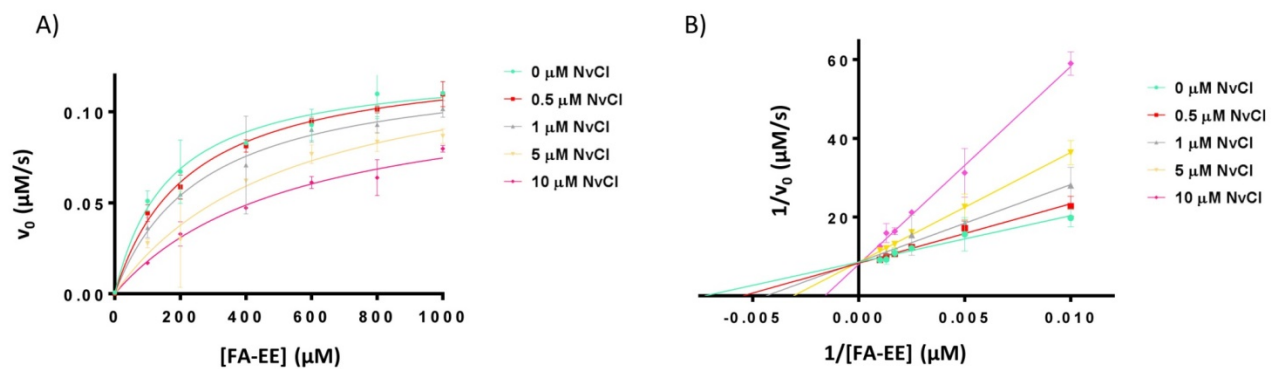 A)
v0 (µM/s)
0.10
0.05
0.00
0 200 400 600 800 1000
[FA-EE] (µM)
0 µM NvCl
0.5 µM NvCl
1 µM NvCl
5 µM NvCl
10 µM NvCl
B)
1/v0 (µM/s)
60
40
20
-0.005 0.000 0.005 0.010
1/[FA-EE] (µM)
0 µM NvCl
0.5 µM NvCl
1 µM NvCl
5 µM NvCl
10 µM NvCl